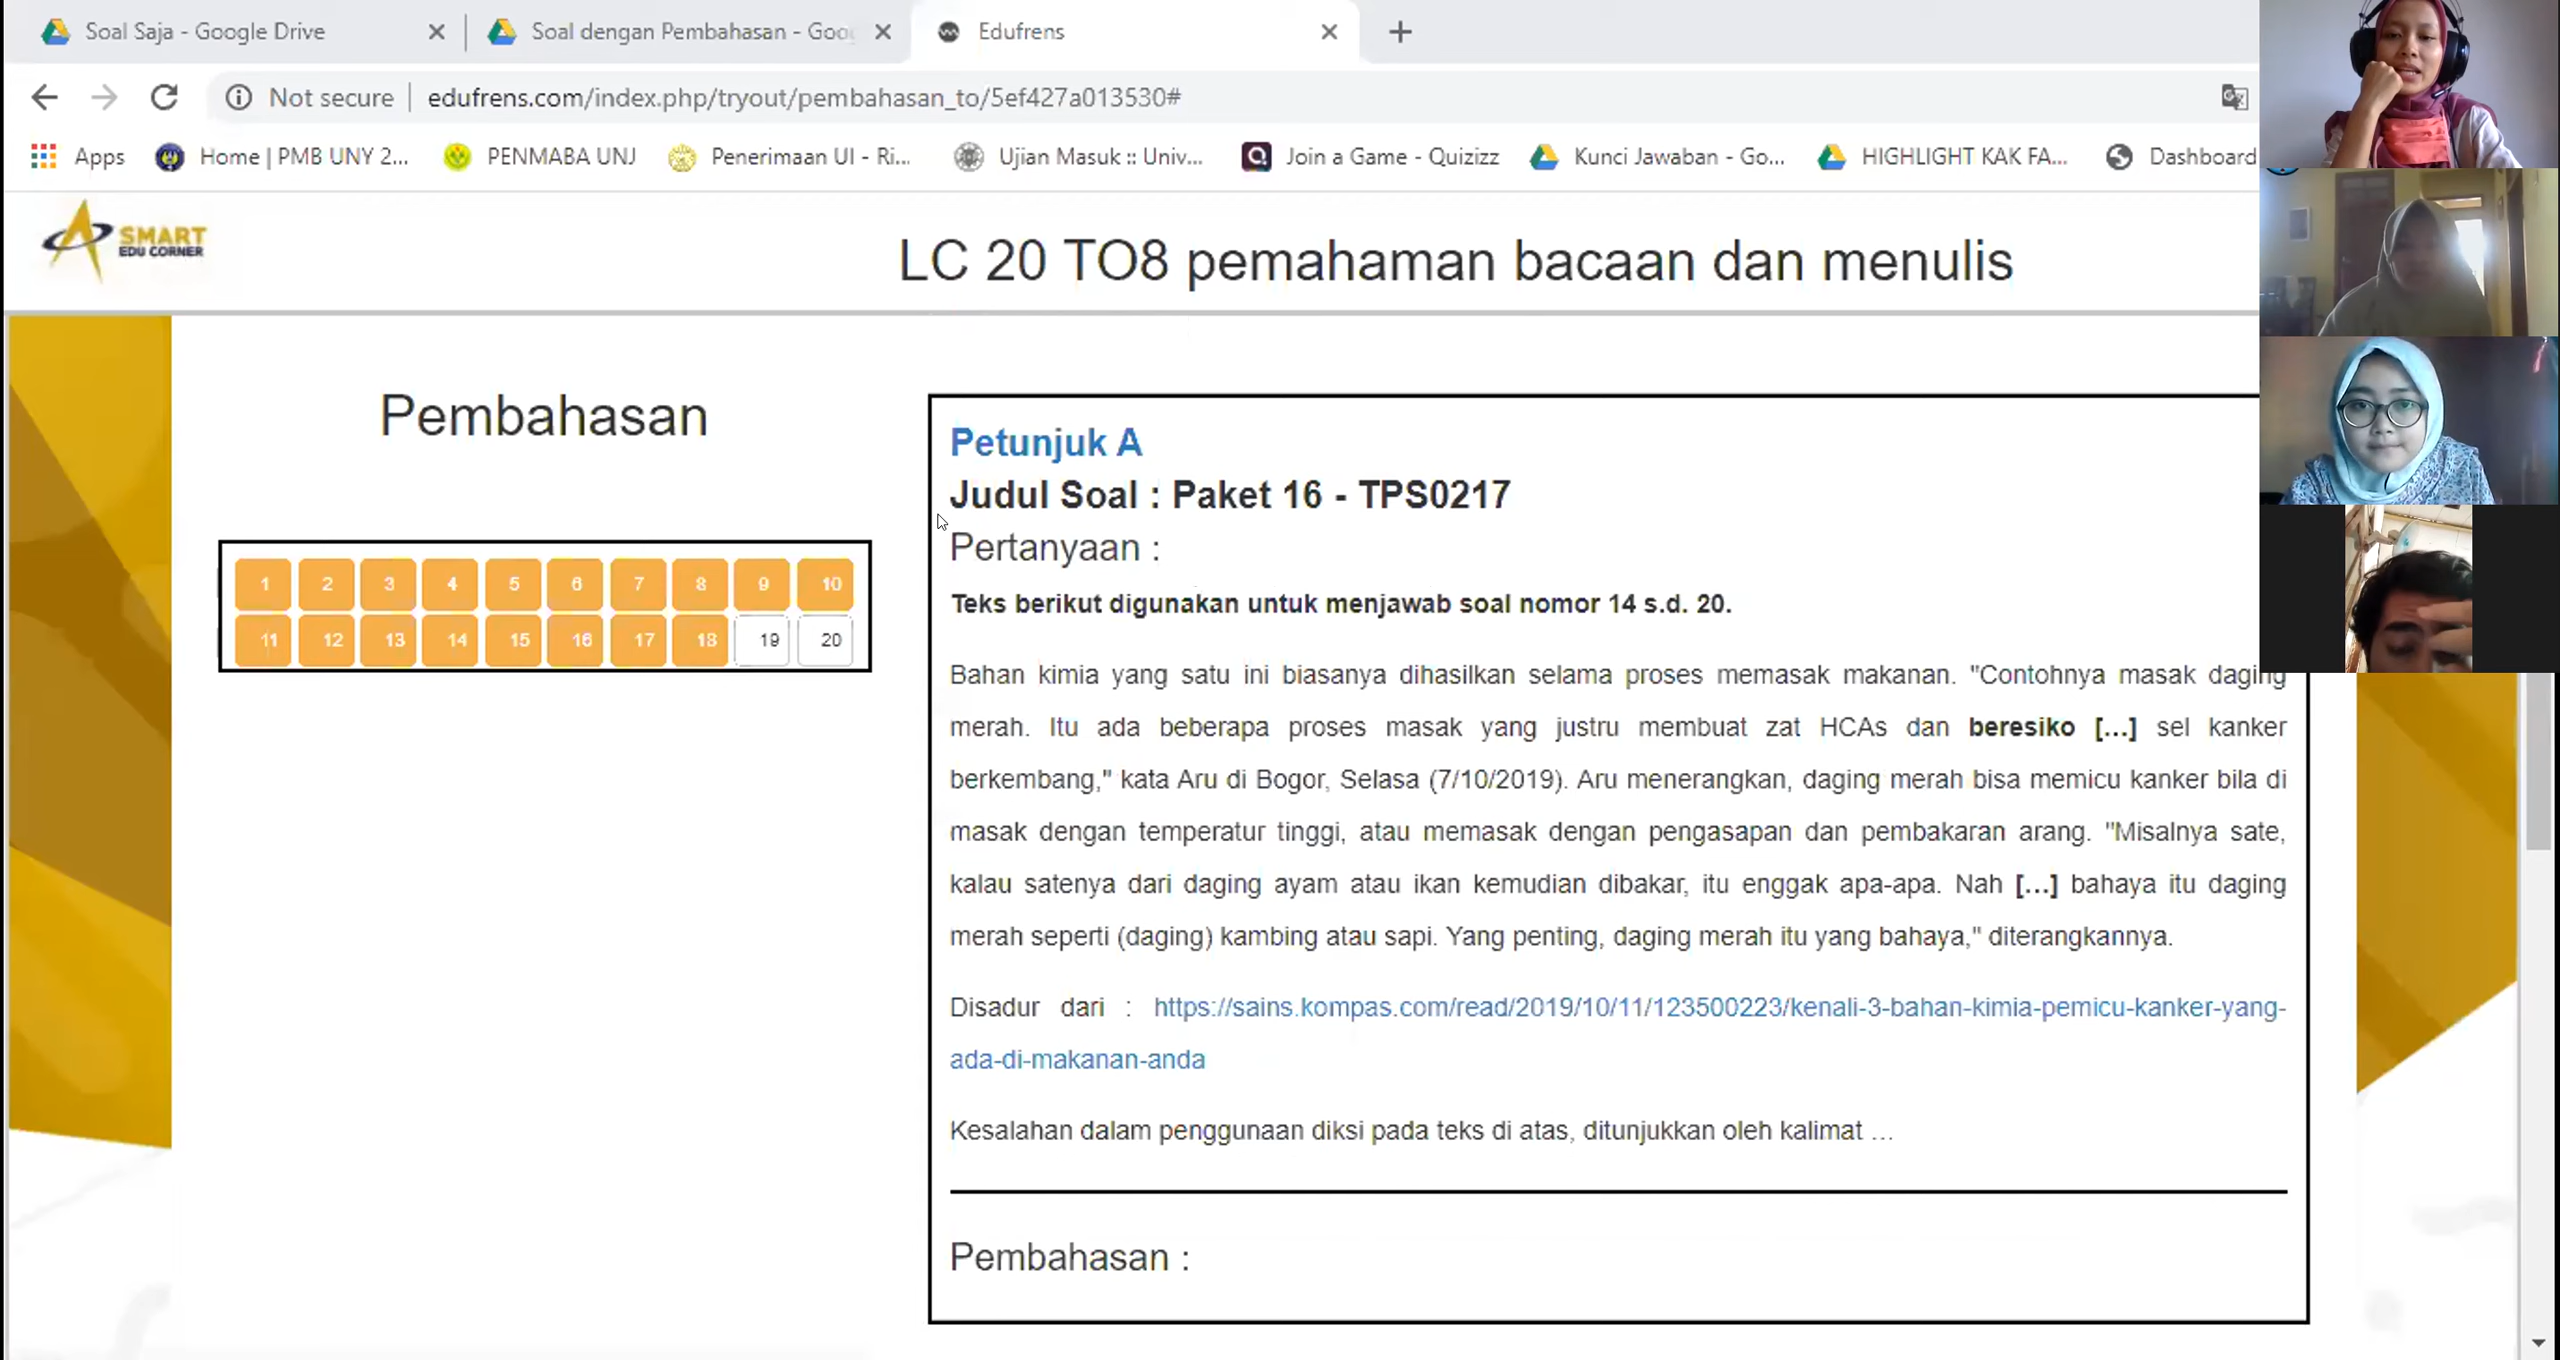 Soal Saja - Google Drive
Soal dengan Pembahasan - Goo
Edufrens
Not secure
edufrens.com/index.php/tryout/pembahasan_to/5ef427a013530#
Apps
Home | PMB UNY 2...
PENMABA UNJ
Penerimaan UI - Ri...
Ujian Masuk :: Univ...
Join a Game - Quizizz
Kunci Jawaban - Go...
HIGHLIGHT KAK FA...
Dashboard
SMART
EDU CORNER
LC 20 TO8 pemahaman bacaan dan menulis
Pembahasan
1 2 3 4 5 6 7 8 9 10
11 12 13 14 15 16 17 18 19 20
Petunjuk A
Judul Soal : Paket 16 - TPS0217
Pertanyaan :
Teks berikut digunakan untuk menjawab soal nomor 14 s.d. 20.
Bahan kimia yang satu ini biasanya dihasilkan selama proses memasak makanan. "Contohnya masak daging
merah. Itu ada beberapa proses masak yang justru membuat zat HCAs dan beresiko [...] sel kanker
berkembang," kata Aru di Bogor, Selasa (7/10/2019). Aru menerangkan, daging merah bisa memicu kanker bila di
masak dengan temperatur tinggi, atau memasak dengan pengasapan dan pembakaran arang. "Misalnya sate,
kalau satenya dari daging ayam atau ikan kemudian dibakar, itu enggak apa-apa. Nah [...] bahaya itu daging
merah seperti (daging) kambing atau sapi. Yang penting, daging merah itu yang bahaya," diterangkannya.
Disadur dari : https://sains.kompas.com/read/2019/10/11/123500223/kenali-3-bahan-kimia-pemicu-kanker-yang-
ada-di-makanan-anda
Kesalahan dalam penggunaan diksi pada teks di atas, ditunjukkan oleh kalimat ...
Pembahasan :